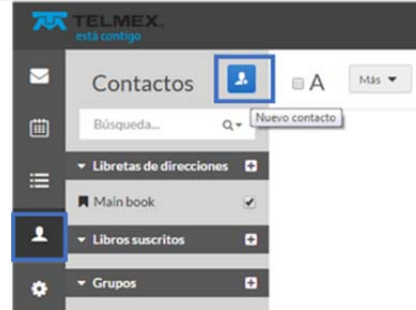 TELMEX.
está contigo
Contactos
A
Más
Búsqueda...
Nuevo contacto
Libretas de direcciones
Main book
Libros suscritos
Grupos